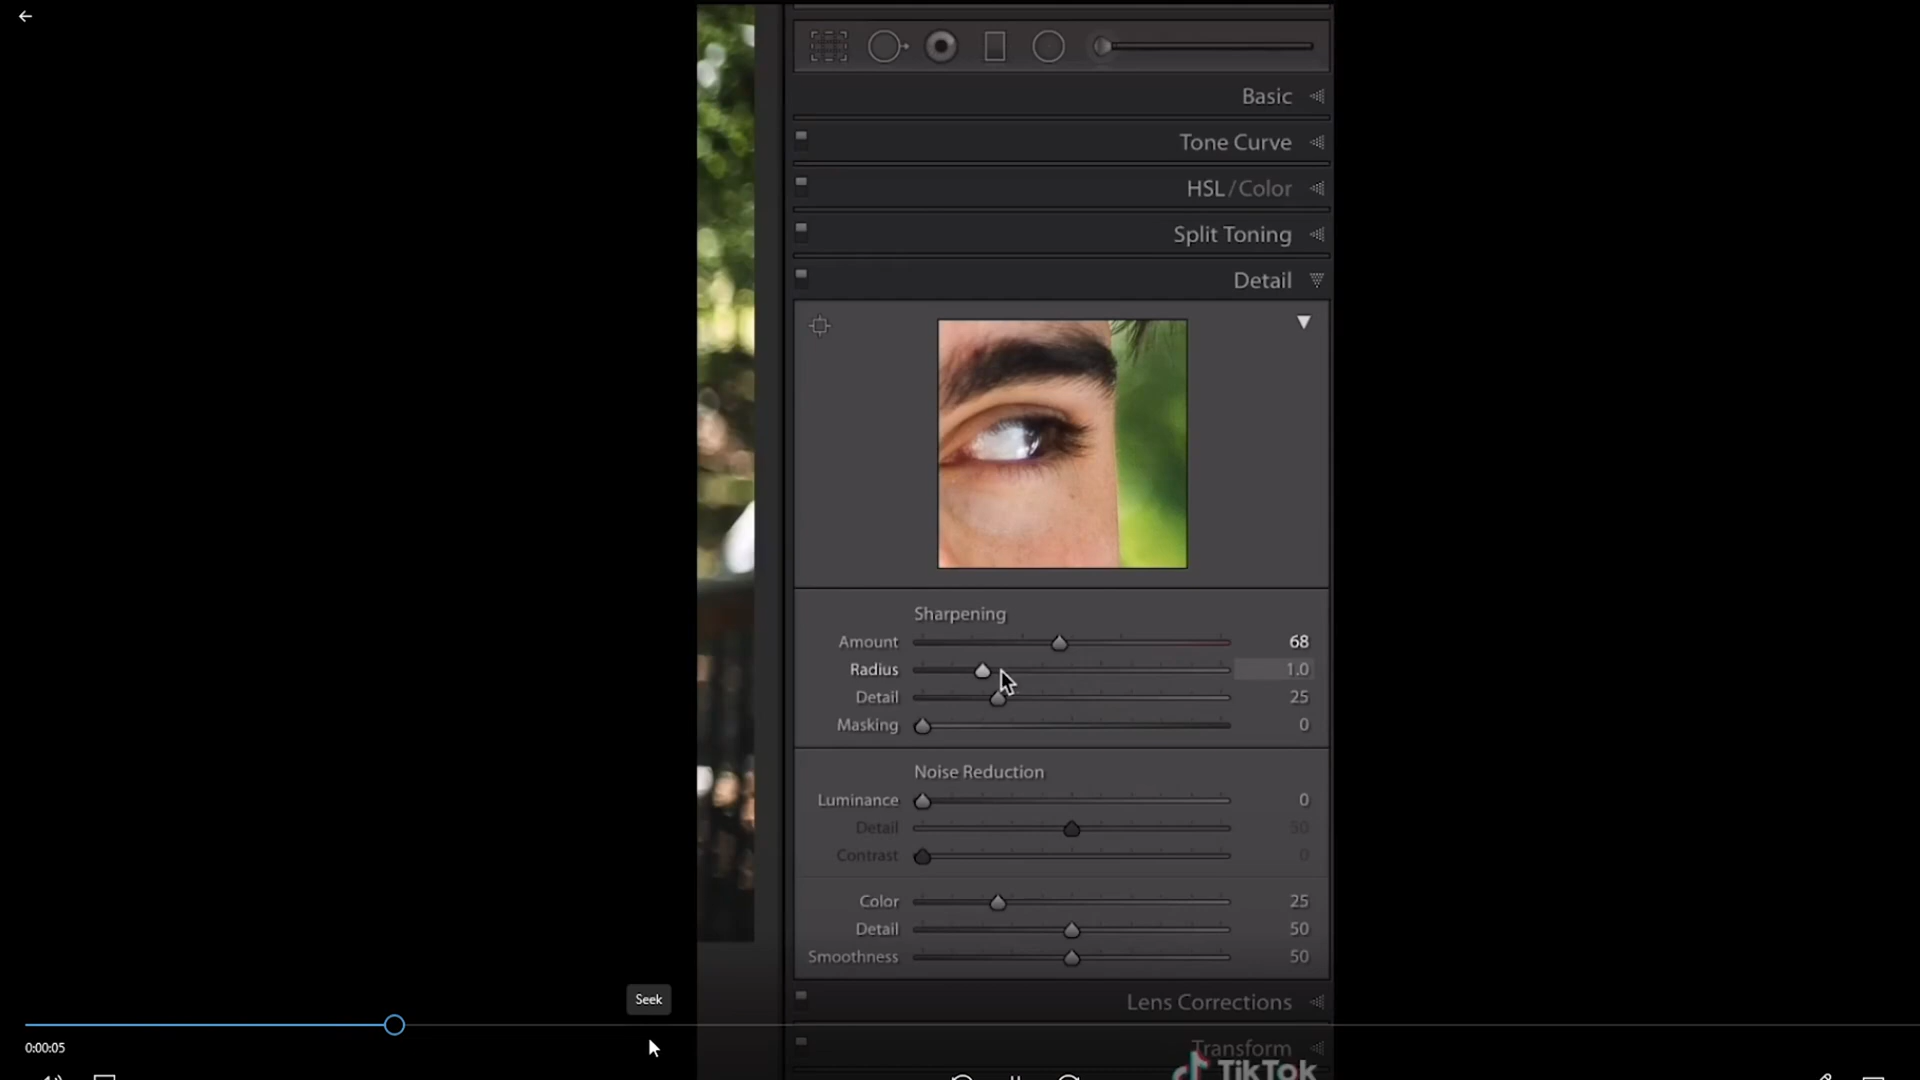 Basic
Tone Curve
HSL / Color
Split Toning
Detail
Sharpening
Amount 68
Radius 1.0
Detail 25
Masking 0
Noise Reduction
Luminance 0
Detail 50
Contrast 0
Color 25
Detail 50
Smoothness 50
Lens Corrections
Seek
0:00:05
Transform
TikTok